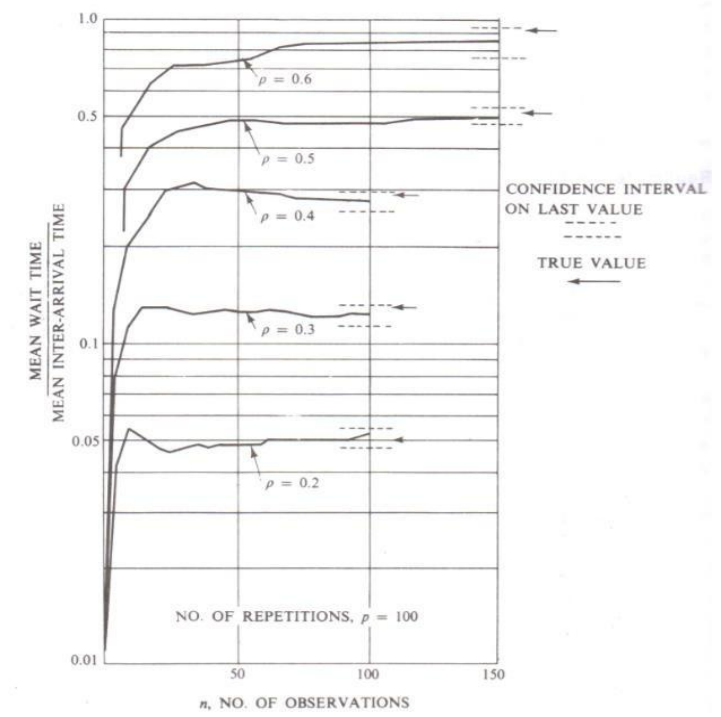 1.0
0.5
0.1
0.05
0.01
MEAN WAIT TIME
MEAN INTER-ARRIVAL TIME
ρ = 0.6
ρ = 0.5
ρ = 0.4
ρ = 0.3
ρ = 0.2
CONFIDENCE INTERVAL
ON LAST VALUE
TRUE VALUE
NO. OF REPETITIONS, p = 100
50
100
150
n, NO. OF OBSERVATIONS